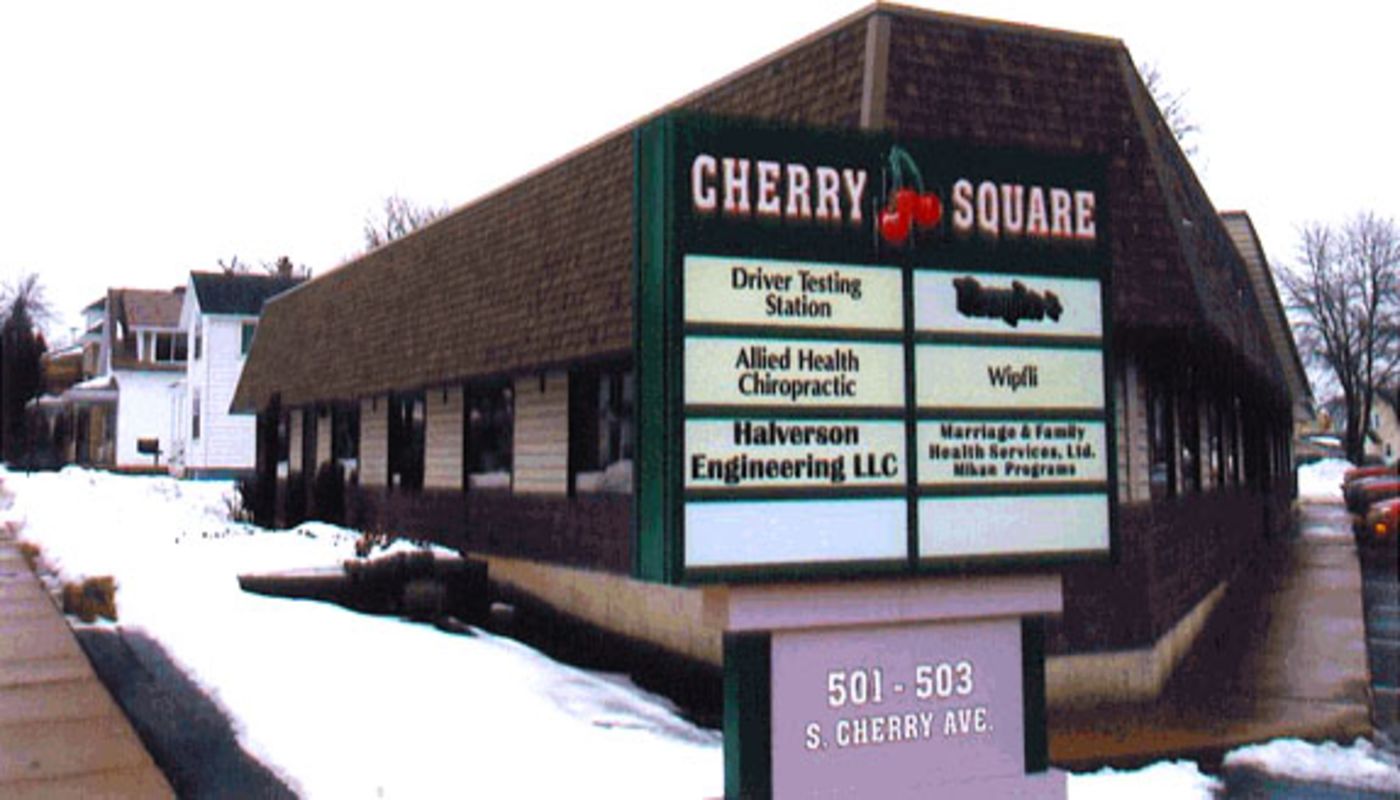 CHERRY SQUARE
Driver Testing
Station
Allied Health
Chiropractic
Wipfli
Halverson
Engineering LLC
Marriage & Family
Health Services, Ltd.
Mikan Programs
501 - 503
S. CHERRY AVE.